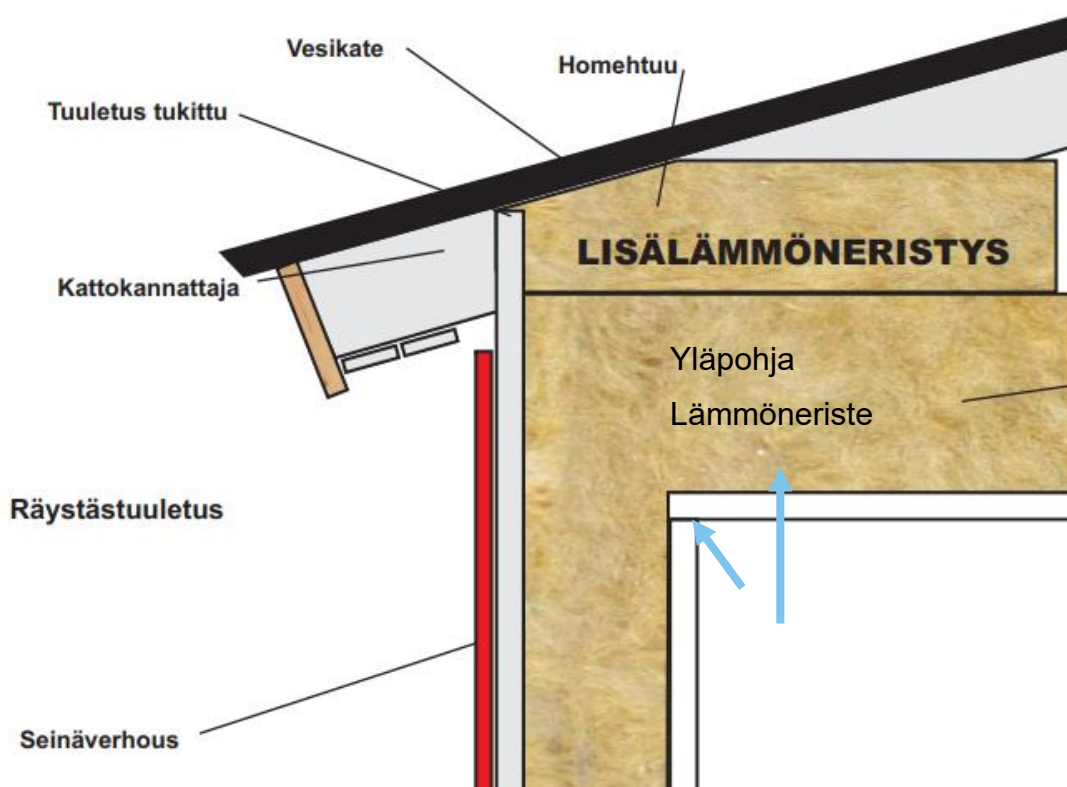 Vesikate
Homehtuu
Tuuletus tukittu
LISÄLÄMMÖNERISTYS
Kattokannattaja
Yläpohja
Lämmöneriste
Räystästuuletus
Seinäverhous